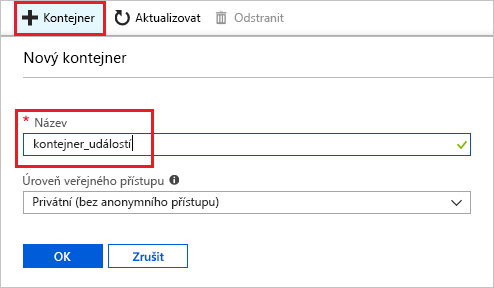 Kontejner Aktualizovat Odstranit
Nový kontejner
* Název
kontejner_událostí
Úroveň veřejného přístupu
Privátní (bez anonymního přístupu)
OK Zrušit